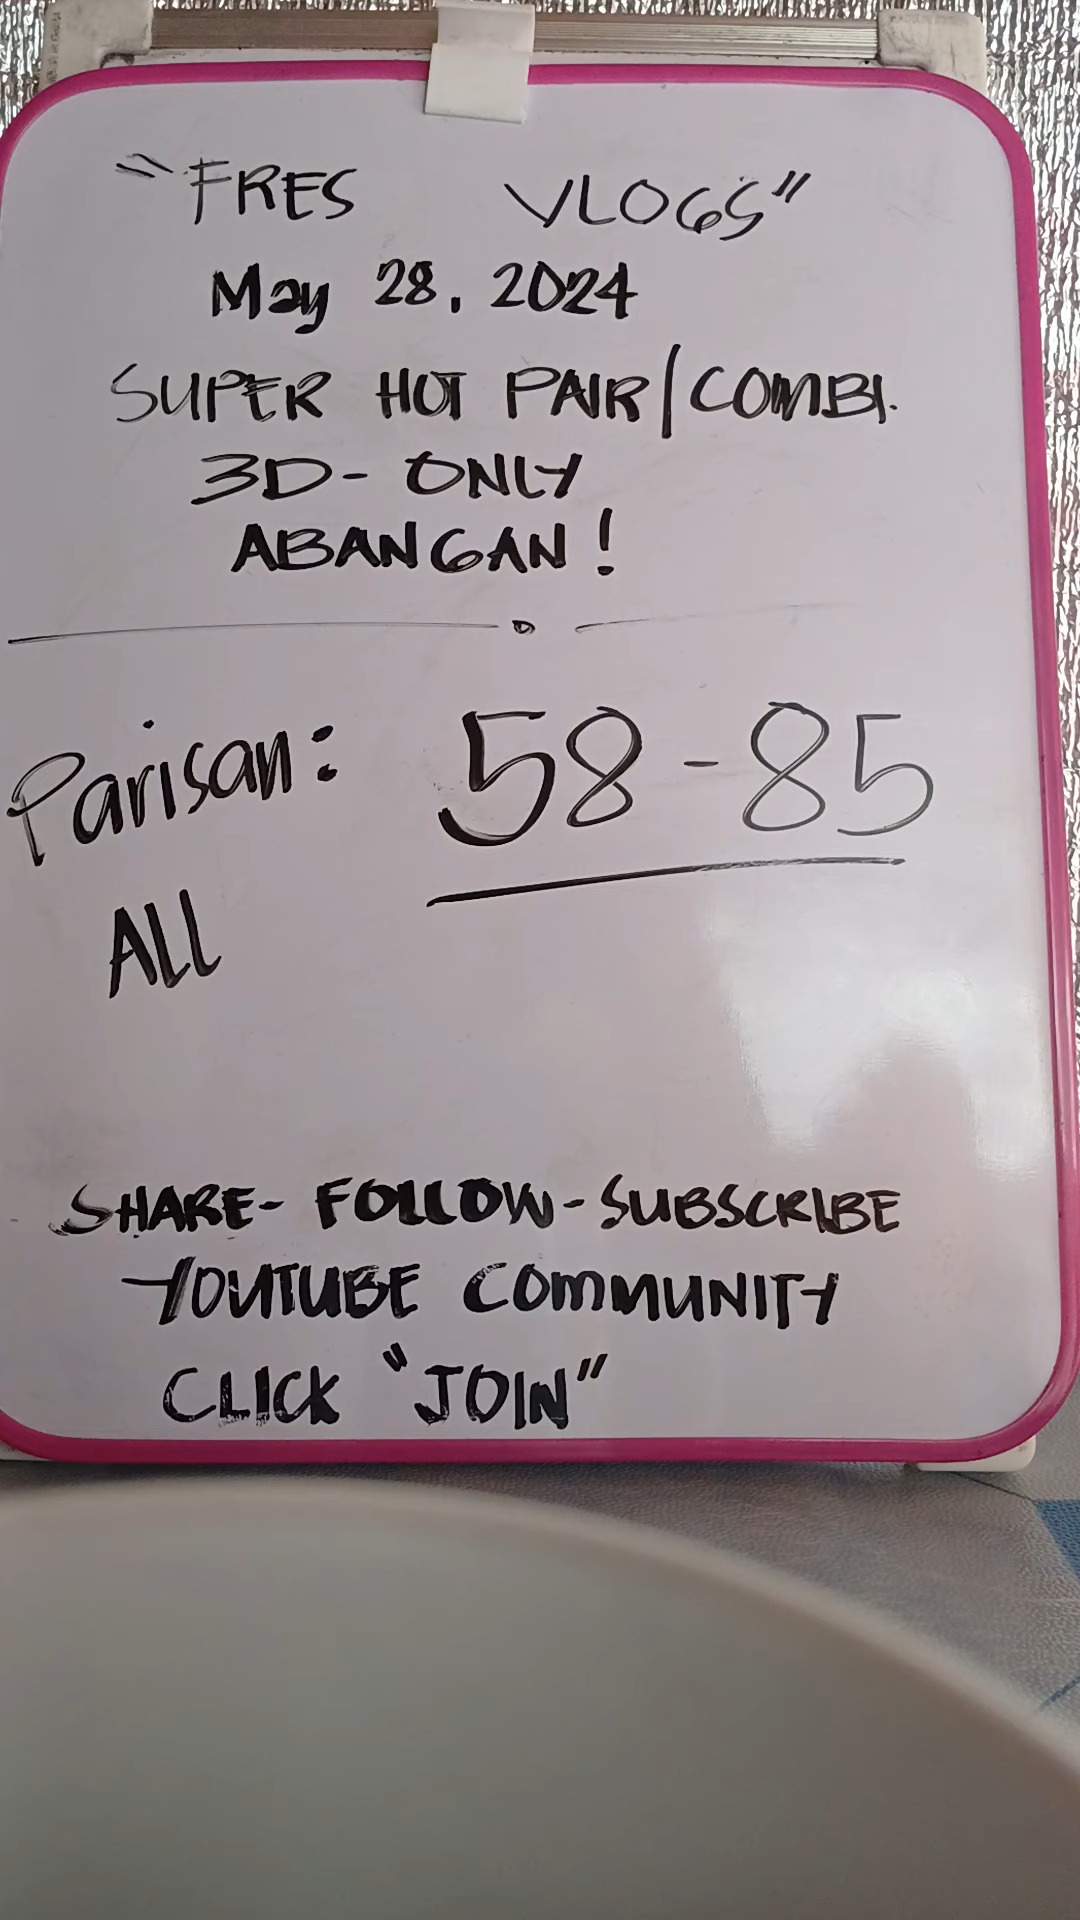 "FRES VLOGS"
May 28, 2024
SUPER HOT PAIR/COMBI.
3D - ONLY
ABANGAN!
Parisan: 58 - 85
ALL
SHARE - FOLLOW - SUBSCRIBE
YOUTUBE COMMUNITY
CLICK "JOIN"